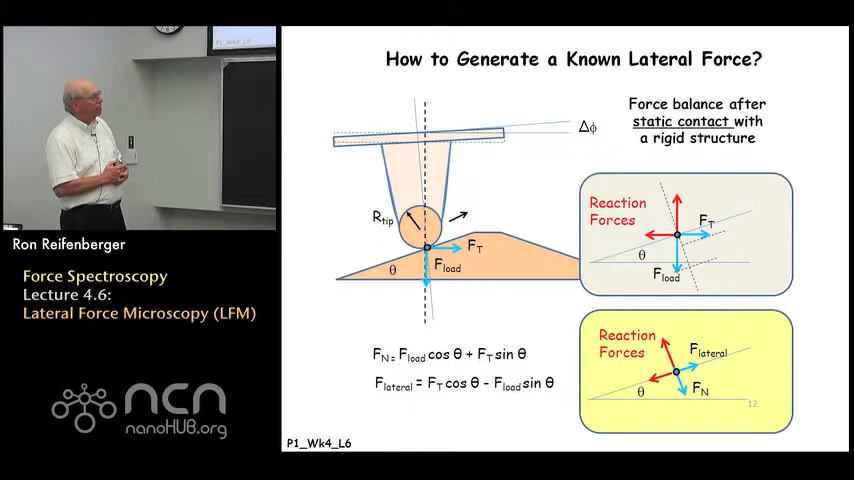 How to Generate a Known Lateral Force?
Force balance after
static contact with
a rigid structure
Δϕ
R_tip
F_T
F_load
θ
Reaction
Forces
F_T
θ
F_load
F_N = F_load cos θ + F_T sin θ
F_lateral = F_T cos θ - F_load sin θ
Reaction
Forces
F_lateral
F_N
θ
12
P1_Wk4_L6
Ron Reifenberger
Force Spectroscopy
Lecture 4.6:
Lateral Force Microscopy (LFM)
ncn
nanoHUB.org
P1_Wk4_L6